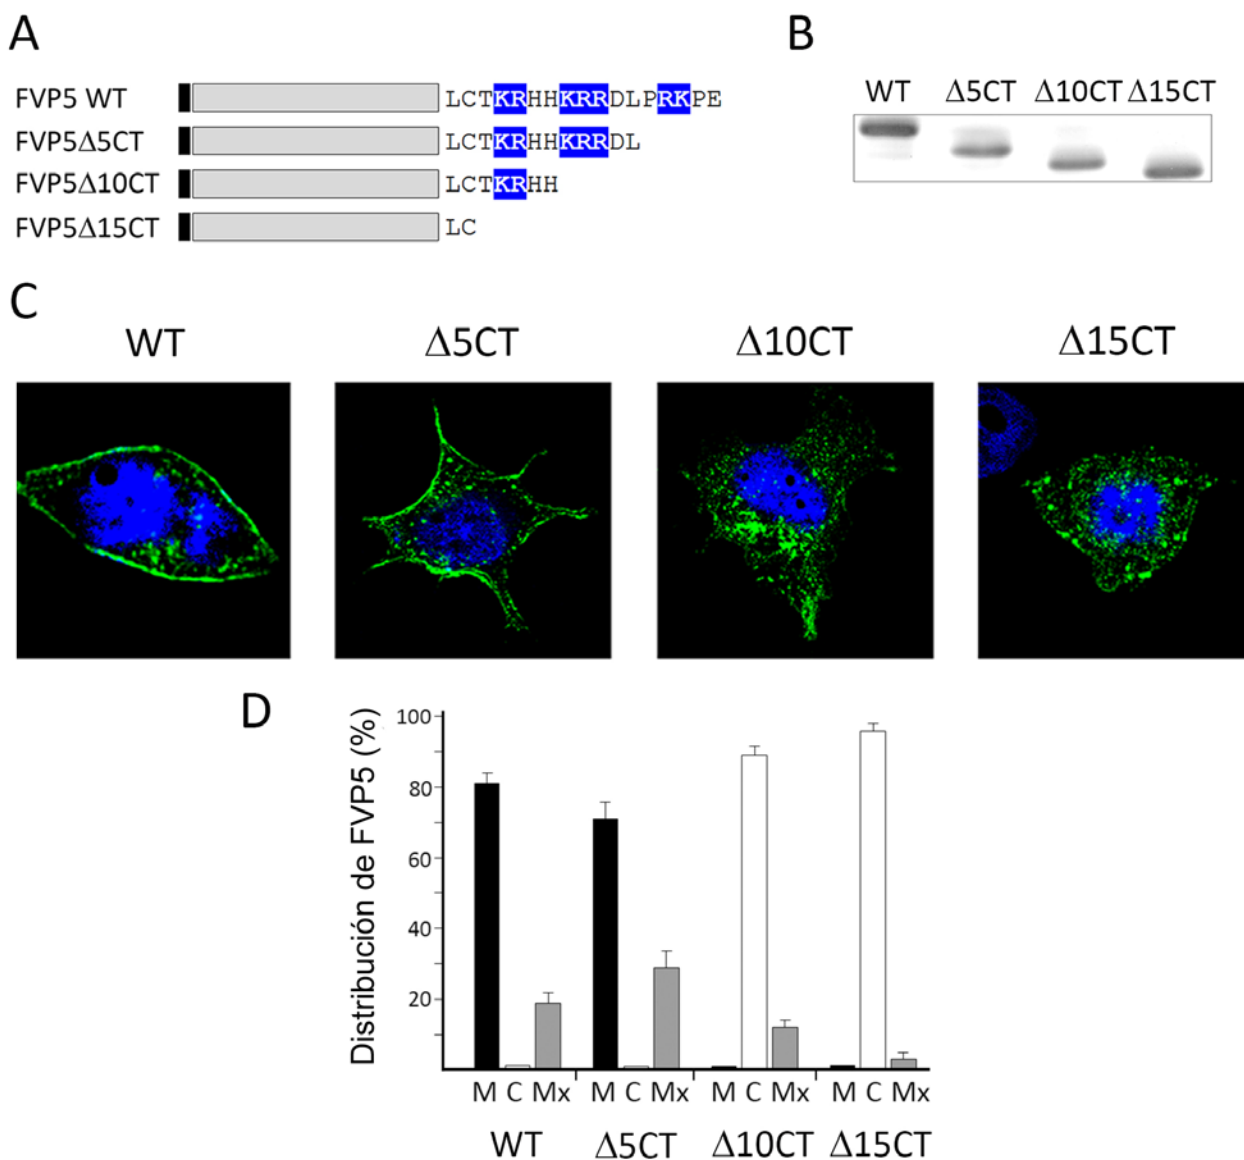 A
FVP5 WT LCTKRHHKRRDLPRKPE
FVP5Δ5CT LCTKRHHKRRDL
FVP5Δ10CT LCTKRHH
FVP5Δ15CT LC
B
WT Δ5CT Δ10CT Δ15CT
C
WT Δ5CT Δ10CT Δ15CT
D
Distribución de FVP5 (%)
100
80
60
40
20
M C Mx M C Mx M C Mx M C Mx
WT Δ5CT Δ10CT Δ15CT